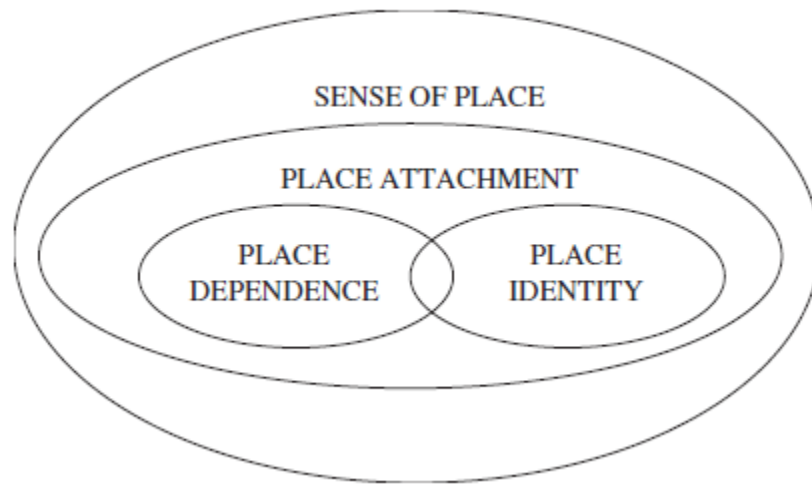 SENSE OF PLACE
PLACE ATTACHMENT
PLACE
DEPENDENCE
PLACE
IDENTITY